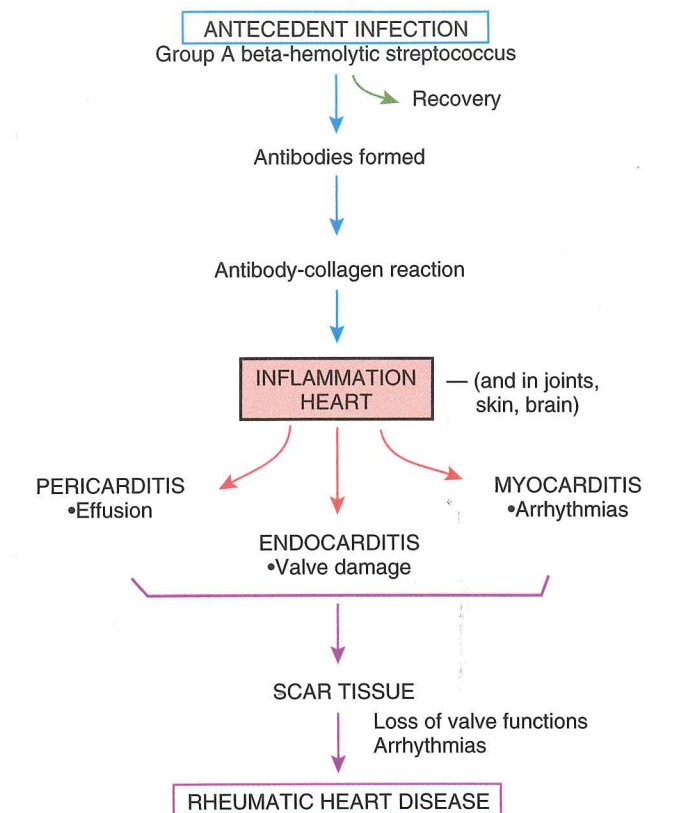 ANTECEDENT INFECTION
Group A beta-hemolytic streptococcus
Recovery
Antibodies formed
Antibody-collagen reaction
INFLAMMATION
HEART
— (and in joints,
skin, brain)
PERICARDITIS
•Effusion
MYOCARDITIS
•Arrhythmias
ENDOCARDITIS
•Valve damage
SCAR TISSUE
Loss of valve functions
Arrhythmias
RHEUMATIC HEART DISEASE